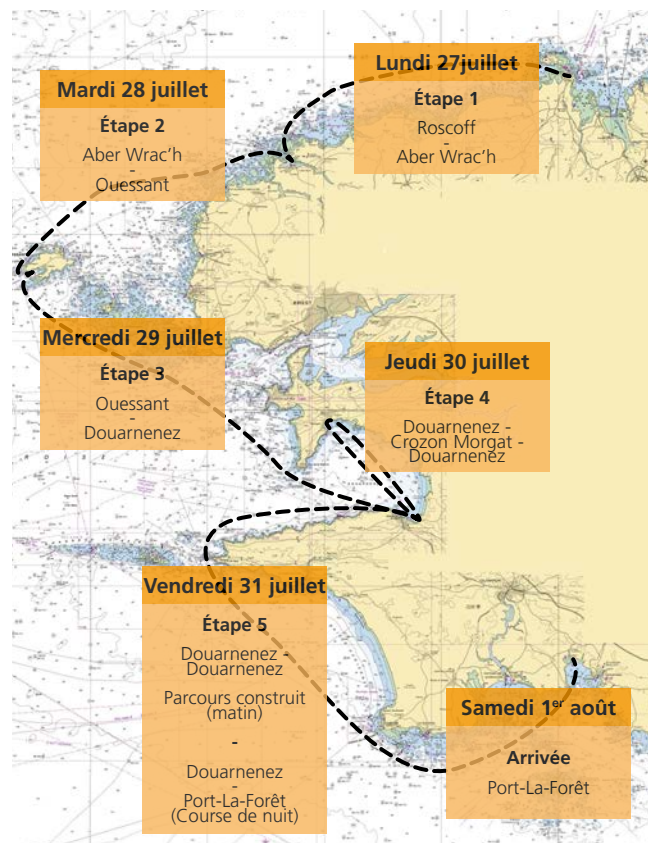 Lundi 27juillet
Étape 1
Roscoff
-
Aber Wrac’h
Mardi 28 juillet
Étape 2
Aber Wrac’h
-
Ouessant
Mercredi 29 juillet
Étape 3
Ouessant
-
Douarnenez
Jeudi 30 juillet
Étape 4
Douarnenez -
Crozon Morgat -
Douarnenez
Vendredi 31 juillet
Étape 5
Douarnenez -
Douarnenez
Parcours construit
(matin)
-
Douarnenez
-
Port-La-Forêt
(Course de nuit)
Samedi 1er août
Arrivée
Port-La-Forêt